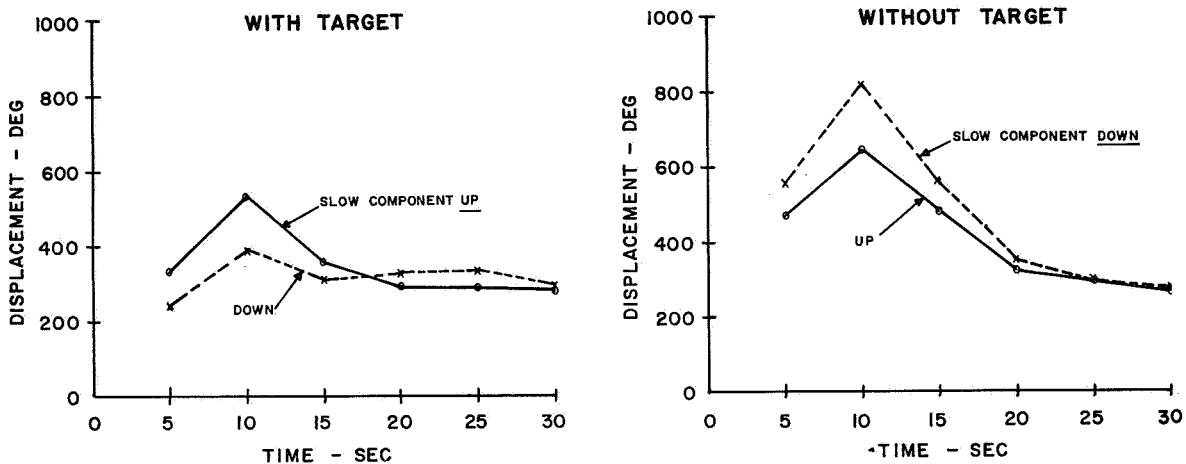 WITH TARGET
1000
800
600
400
200
0
DISPLACEMENT - DEG
SLOW COMPONENT UP
DOWN
0 5 10 15 20 25 30
TIME - SEC
WITHOUT TARGET
1000
800
600
400
200
0
DISPLACEMENT - DEG
SLOW COMPONENT DOWN
UP
0 5 10 15 20 25 30
TIME - SEC